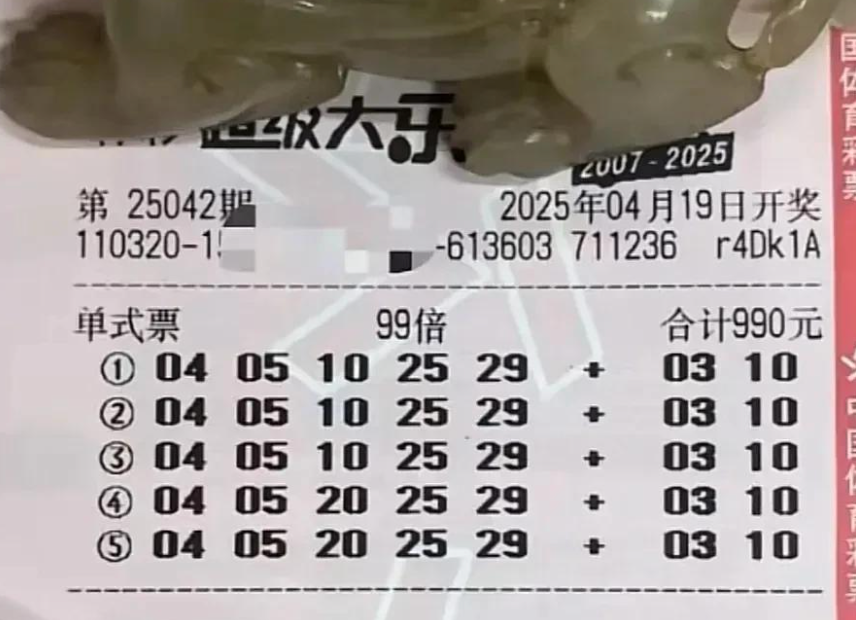 超级大乐
2007-2025
第 25042期 2025年04月19日开奖
110320-1 -613603 711236 r4Dk1A
单式票 99倍 合计990元
① 04 05 10 25 29 + 03 10
② 04 05 10 25 29 + 03 10
③ 04 05 10 25 29 + 03 10
④ 04 05 20 25 29 + 03 10
⑤ 04 05 20 25 29 + 03 10
国体育彩票
中国体育彩票